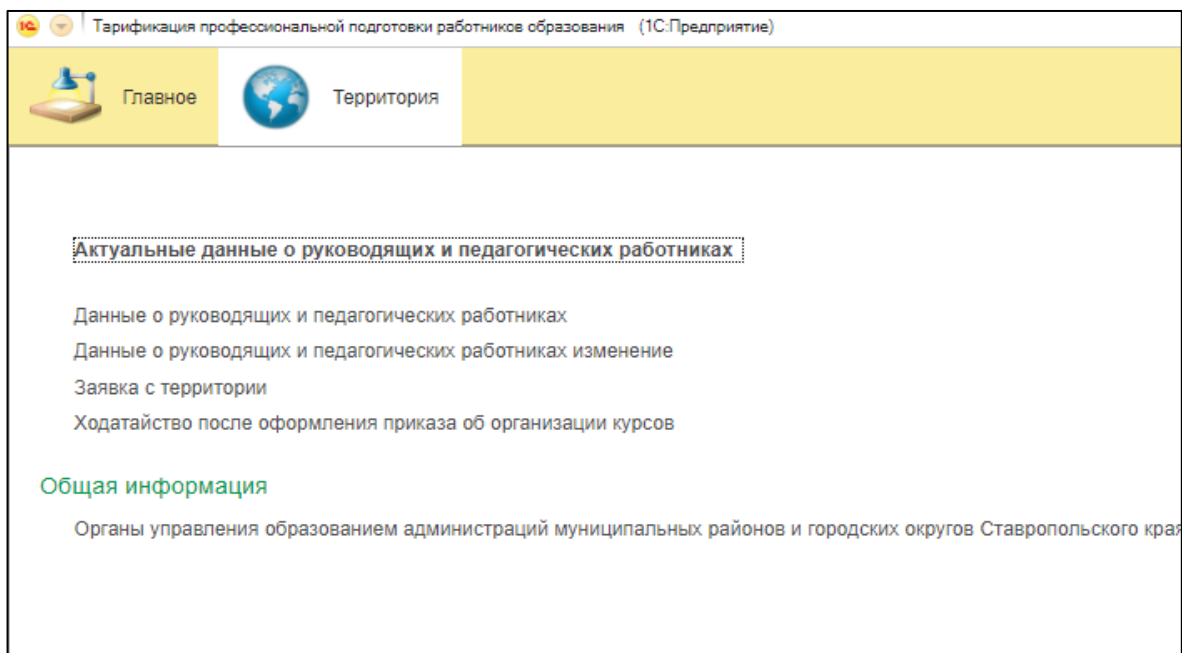 1С Тарификация профессиональной подготовки работников образования (1С:Предприятие)
Главное
Территория
Актуальные данные о руководящих и педагогических работниках
Данные о руководящих и педагогических работниках
Данные о руководящих и педагогических работниках изменение
Заявка с территории
Ходатайство после оформления приказа об организации курсов
Общая информация
Органы управления образованием администраций муниципальных районов и городских округов Ставропольского края